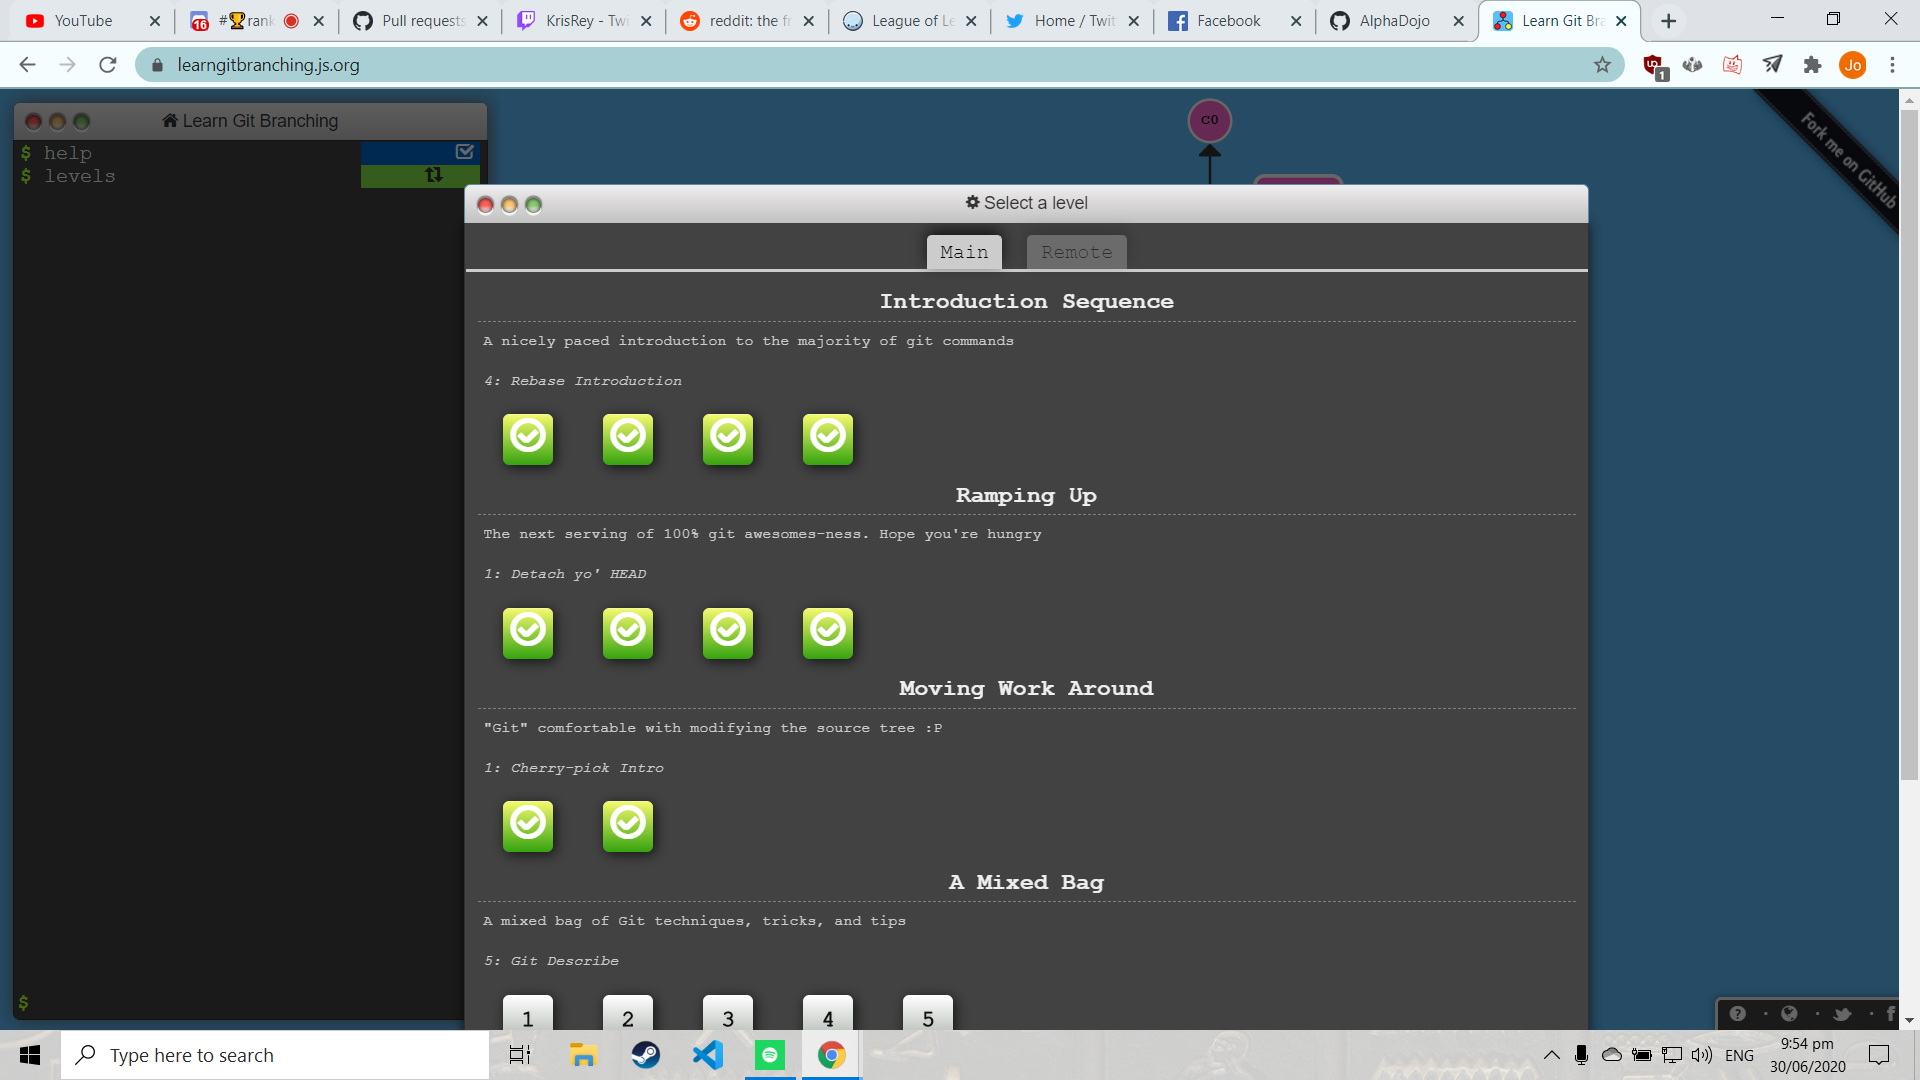 YouTube
16
#🏆rank
Pull requests
KrisRey - Twi
reddit: the fr
League of Le
Home / Twit
Facebook
AlphaDojo
Learn Git Bra
learngitbranching.js.org
1
Jo
Learn Git Branching
$ help
$ levels
$
C0
Fork me on GitHub
Select a level
Main
Remote
Introduction Sequence
A nicely paced introduction to the majority of git commands
4: Rebase Introduction
Ramping Up
The next serving of 100% git awesomes-ness. Hope you're hungry
1: Detach yo' HEAD
Moving Work Around
"Git" comfortable with modifying the source tree :P
1: Cherry-pick Intro
A Mixed Bag
A mixed bag of Git techniques, tricks, and tips
5: Git Describe
1 2 3 4 5
Type here to search
ENG
9:54 pm
30/06/2020